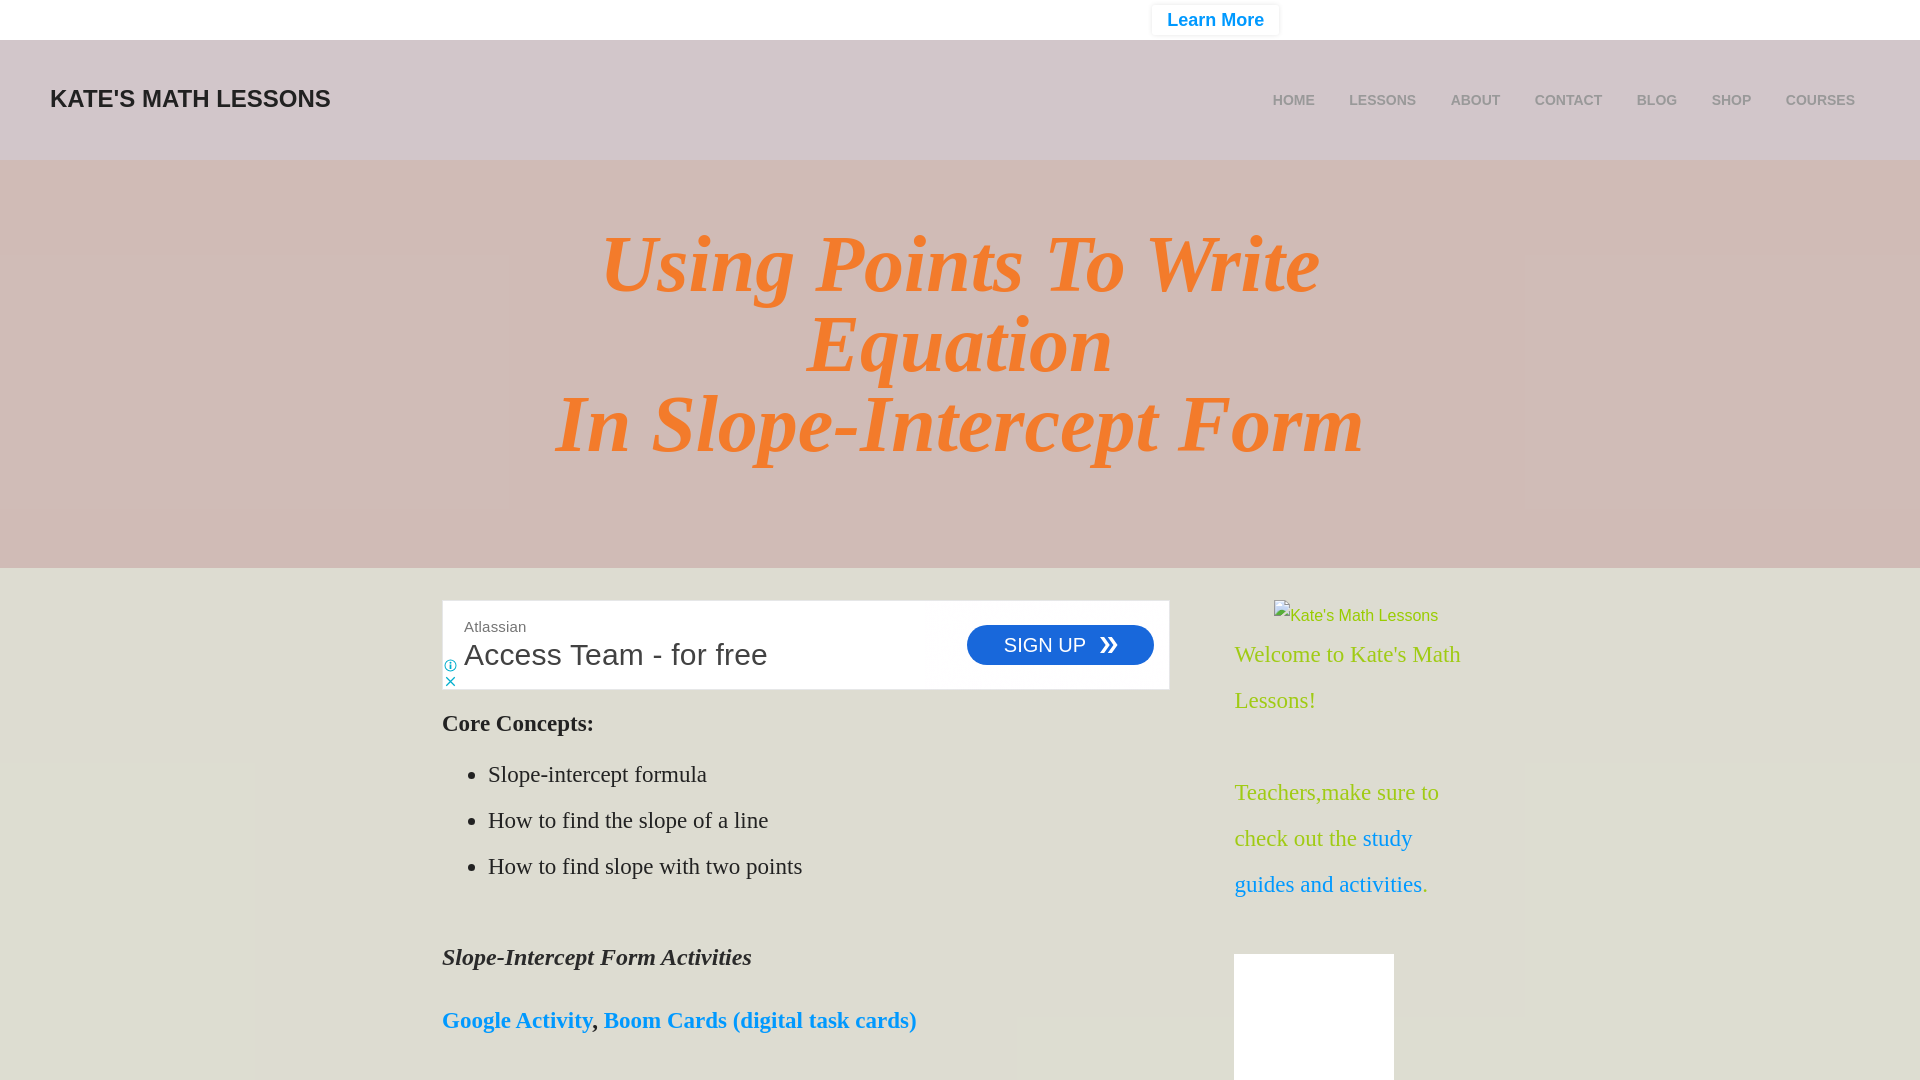 Learn More
KATE'S MATH LESSONS
HOME LESSONS ABOUT CONTACT BLOG SHOP COURSES
Using Points To Write
Equation
In Slope-Intercept Form
Atlassian
Access Team - for free
SIGN UP
Core Concepts:
Slope-intercept formula
How to find the slope of a line
How to find slope with two points
Slope-Intercept Form Activities
Google Activity, Boom Cards (digital task cards)
Kate's Math Lessons
Welcome to Kate's Math
Lessons!
Teachers,make sure to
check out the study
guides and activities.